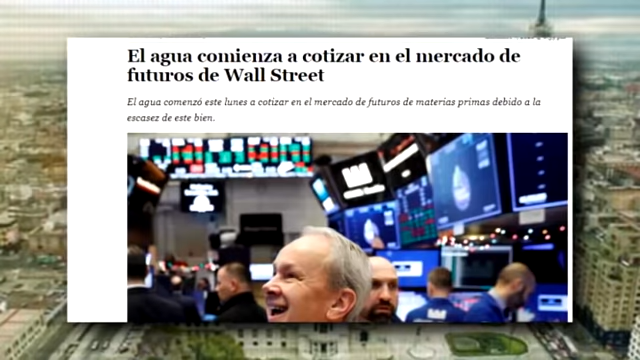 El agua comienza a cotizar en el mercado de
futuros de Wall Street
El agua comenzó este lunes a cotizar en el mercado de futuros de materias primas debido a la
escasez de este bien.